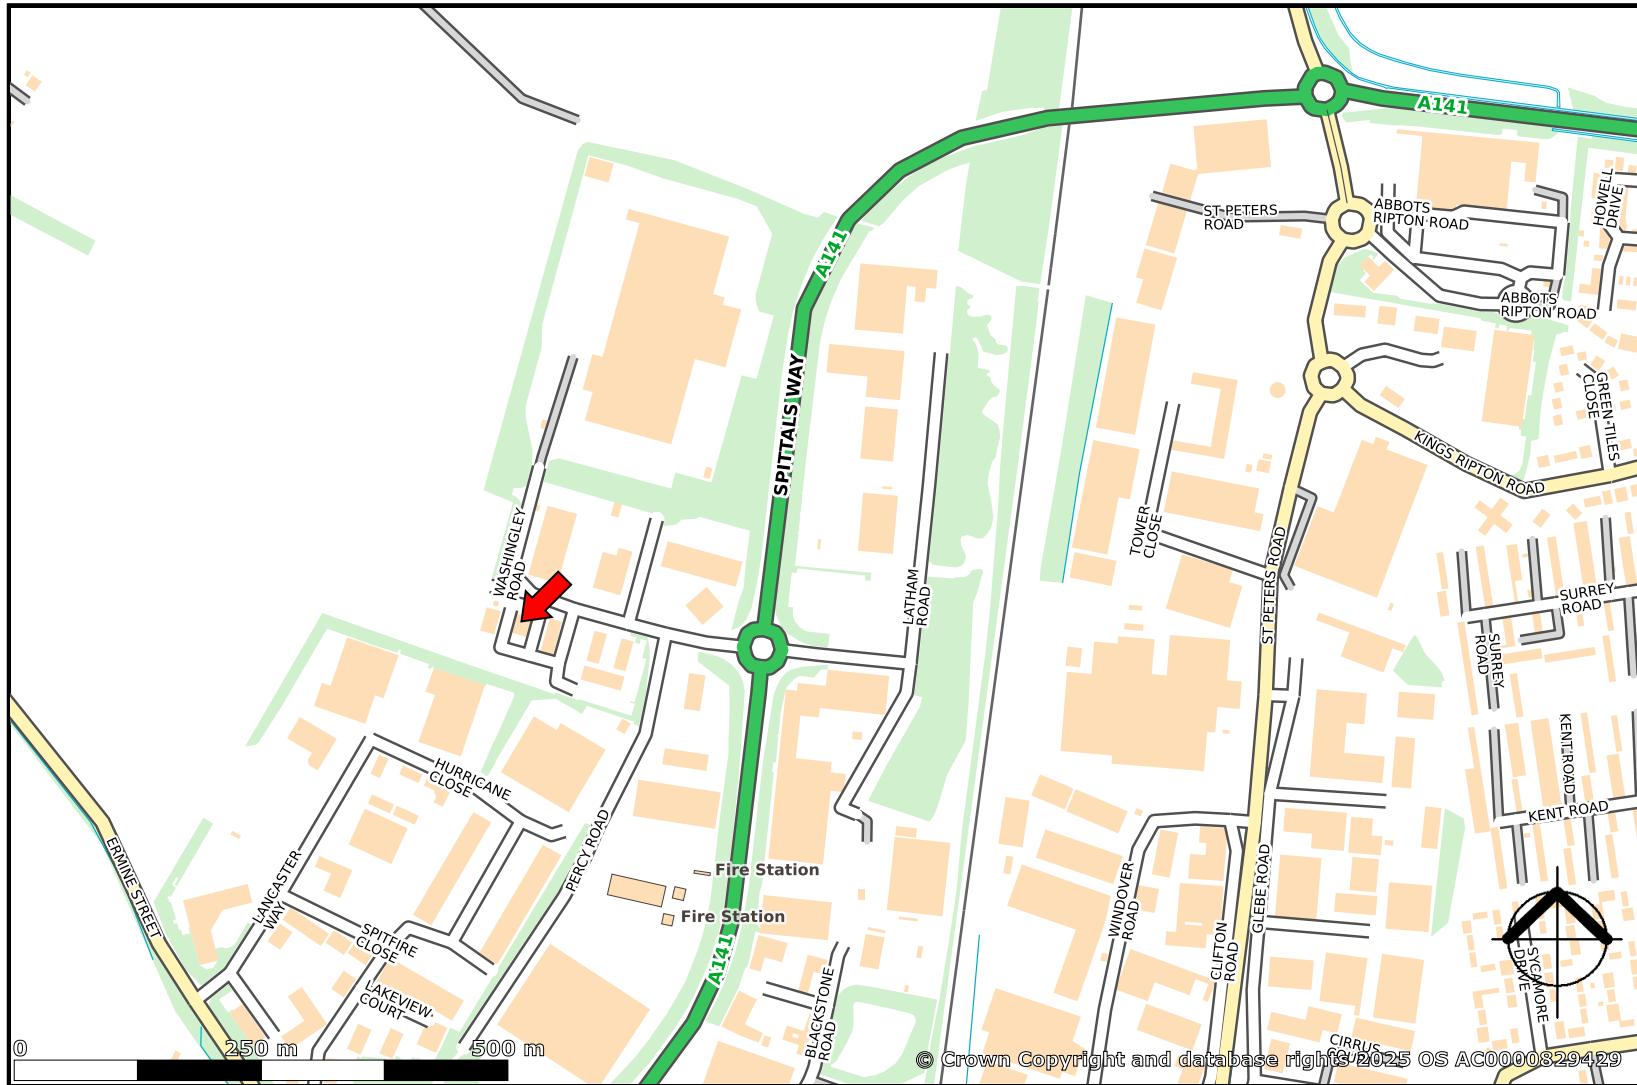 A141
HOWELL
DRIVE
ST PETERS
ROAD
ABBOTS
RIPTON ROAD
A141
ABBOTS
RIPTON ROAD
SPITTALS WAY
GREEN TILES
CLOSE
KINGS RIPTON ROAD
WASHINGLEY
ROAD
TOWER
CLOSE
ST PETERS ROAD
LATHAM
ROAD
SURREY
ROAD
SURREY
ROAD
KENT ROAD
KENT ROAD
HURRICANE
CLOSE
PERCY ROAD
ERMINE STREET
LANCASTER
WAY
Fire Station
Fire Station
WINDOVER
ROAD
GLEBE ROAD
CLIFTON
ROAD
SPITFIRE
CLOSE
A141
LAKEVIEW
COURT
BLACKSTONE
ROAD
SYCAMORE
DRIVE
CIRRUS
COURT
0 250 m 500 m
© Crown Copyright and database rights 2025 OS AC0000829429